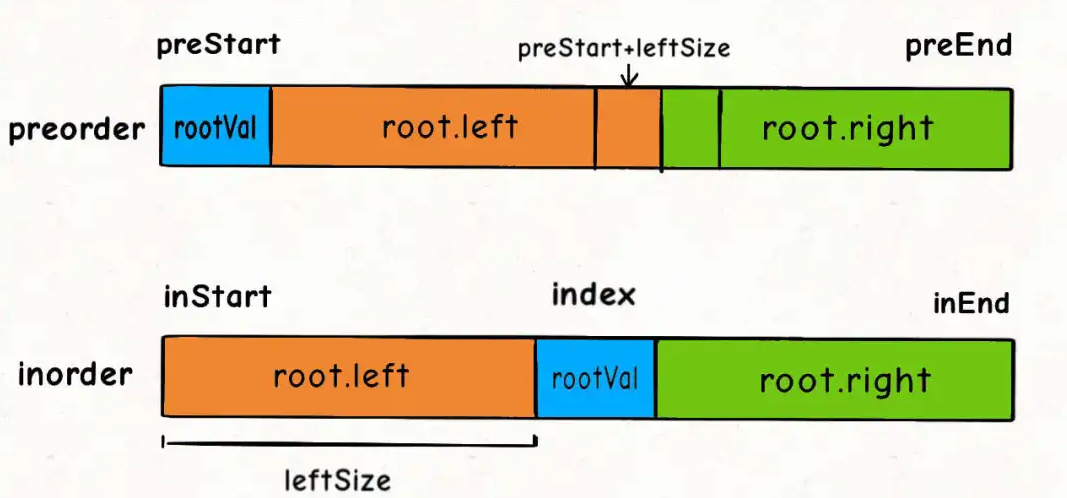 preStart preStart+leftSize preEnd
preorder rootVal root.left root.right
inStart index inEnd
inorder root.left rootVal root.right
leftSize